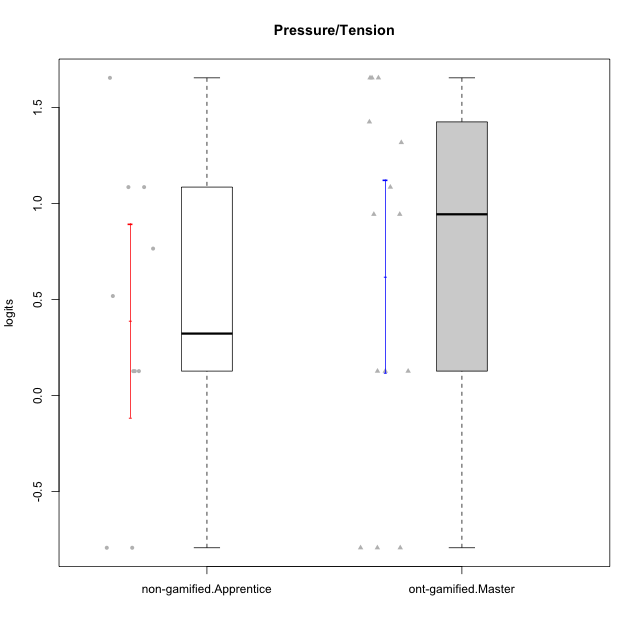 Pressure/Tension
logits
1.5
1.0
0.5
0.0
-0.5
non-gamified.Apprentice
ont-gamified.Master